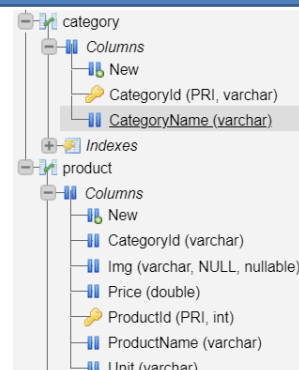 category
Columns
New
CategoryId (PRI, varchar)
CategoryName (varchar)
Indexes
product
Columns
New
CategoryId (varchar)
Img (varchar, NULL, nullable)
Price (double)
ProductId (PRI, int)
ProductName (varchar)
Unit (varchar)